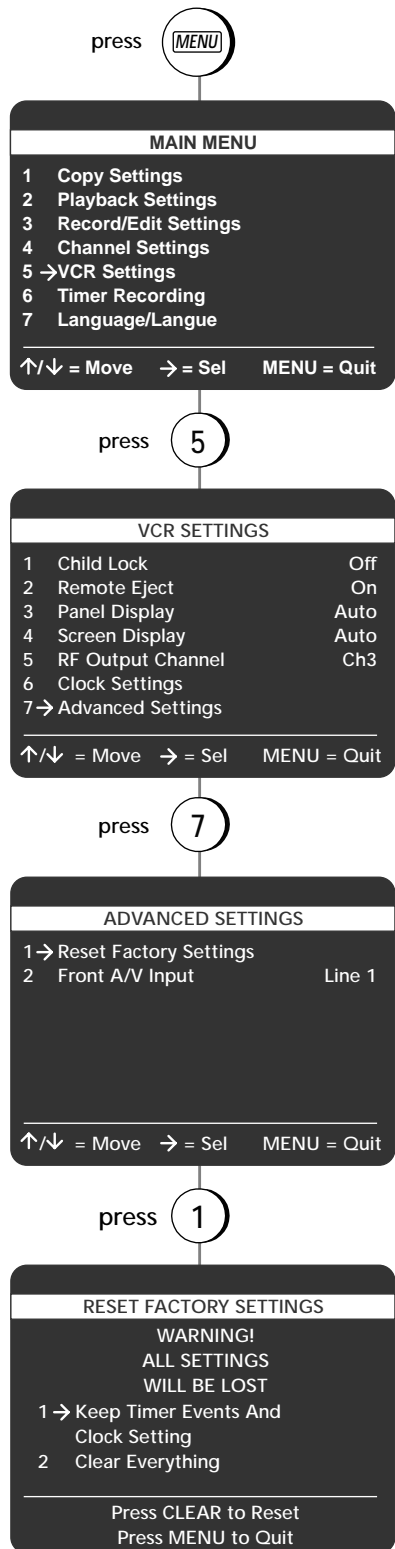 press MENU
MAIN MENU
1 Copy Settings
2 Playback Settings
3 Record/Edit Settings
4 Channel Settings
5 →VCR Settings
6 Timer Recording
7 Language/Langue
↑/↓ = Move → = Sel MENU = Quit
press 5
VCR SETTINGS
1 Child Lock Off
2 Remote Eject On
3 Panel Display Auto
4 Screen Display Auto
5 RF Output Channel Ch3
6 Clock Settings
7→ Advanced Settings
↑/↓ = Move → = Sel MENU = Quit
press 7
ADVANCED SETTINGS
1→ Reset Factory Settings
2 Front A/V Input Line 1
↑/↓ = Move → = Sel MENU = Quit
press 1
RESET FACTORY SETTINGS
WARNING!
ALL SETTINGS
WILL BE LOST
1→ Keep Timer Events And
Clock Setting
2 Clear Everything
Press CLEAR to Reset
Press MENU to Quit